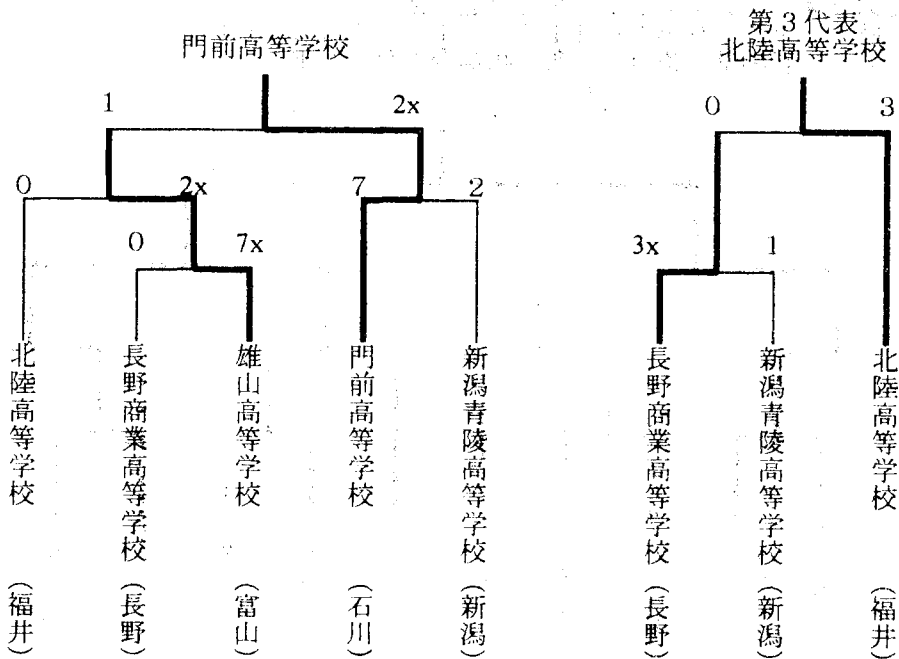 門前高等学校
1
2x
0
2x
7
2
0
7x
北陸高等学校
(福井)
長野商業高等学校
(長野)
雄山高等学校
(富山)
門前高等学校
(石川)
新潟青陵高等学校
(新潟)
第3代表
北陸高等学校
0
3
3x
1
長野商業高等学校
(長野)
新潟青陵高等学校
(新潟)
北陸高等学校
(福井)